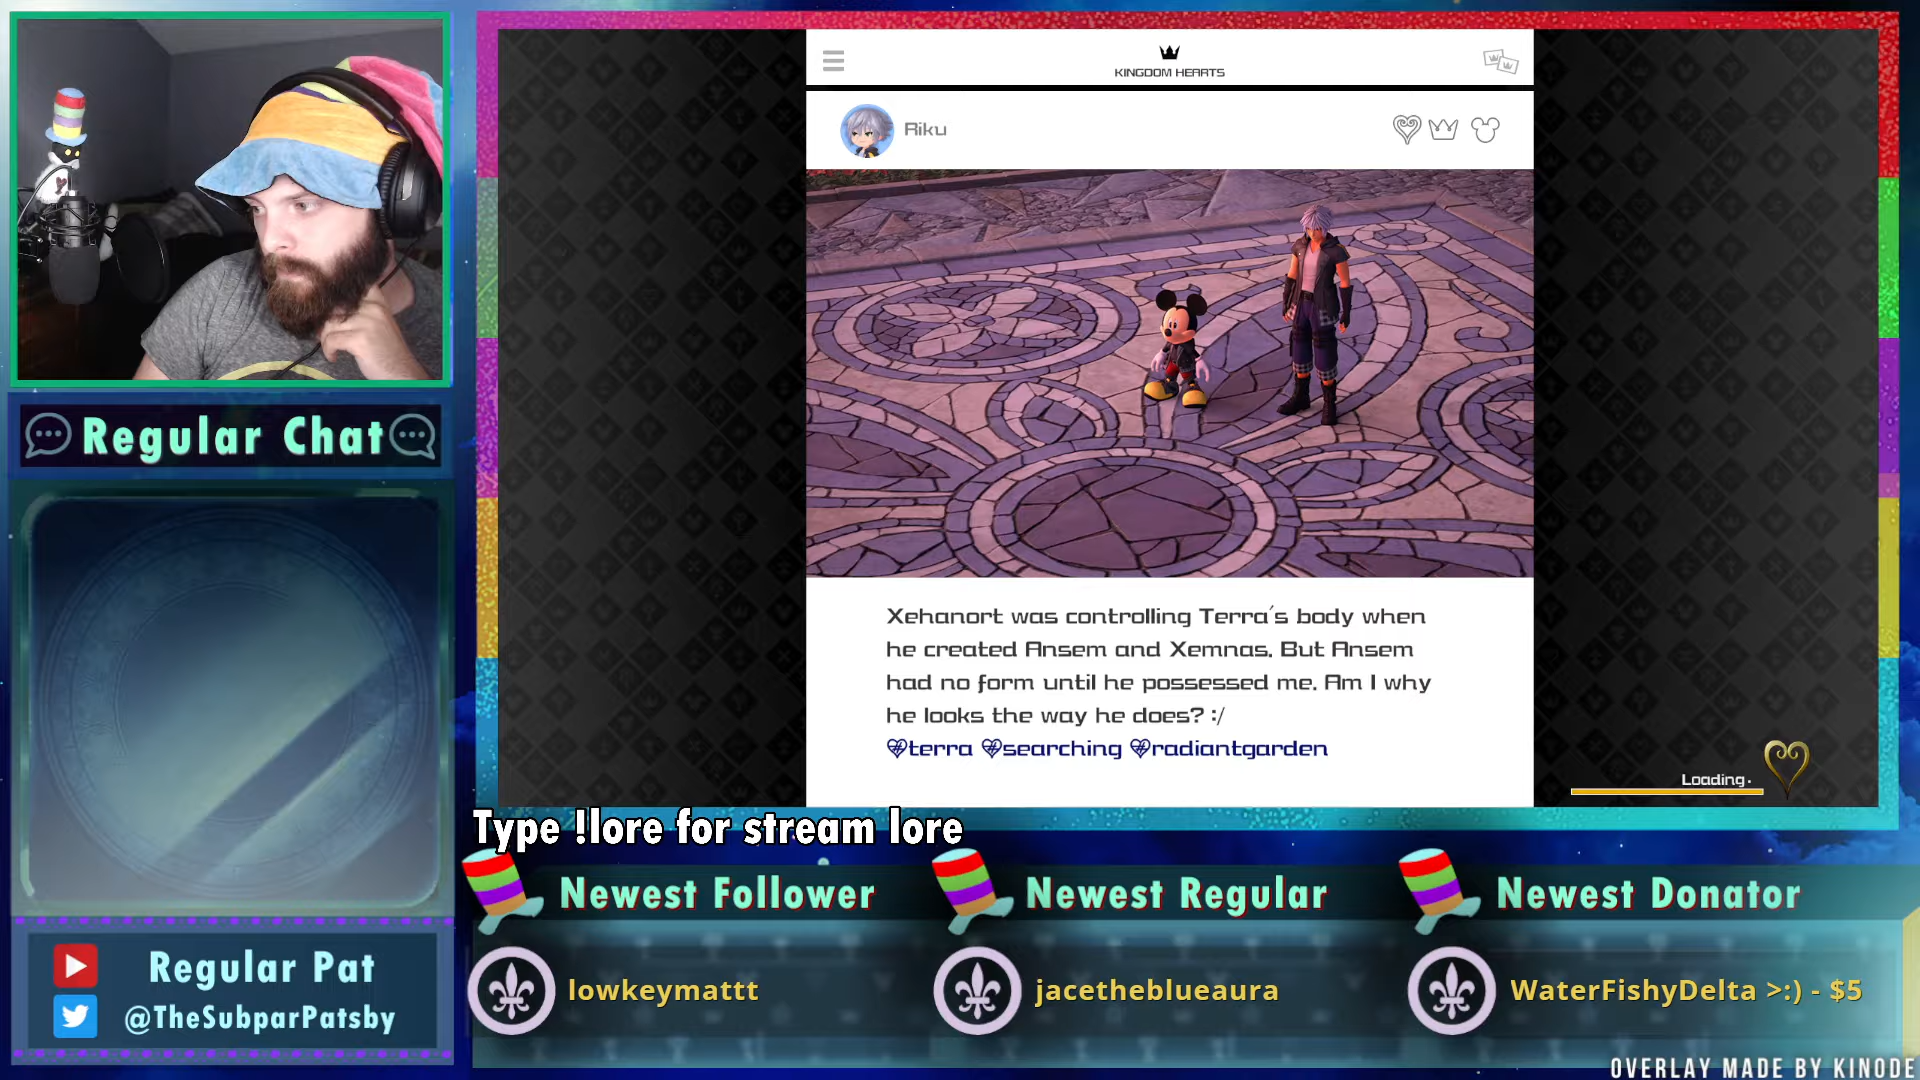 KINGDOM HEARTS
Riku
Xehanort was controlling Terra's body when
he created Ansem and Xemnas. But Ansem
had no form until he possessed me. Am I why
he looks the way he does? :/
#terra #searching #radiantgarden
Loading.
Regular Chat
Regular Pat
@TheSubparPatsby
Type !lore for stream lore
Newest Follower
lowkeymattt
Newest Regular
jacetheblueaura
Newest Donator
WaterFishyDelta >:) - $5
OVERLAY MADE BY KINODE